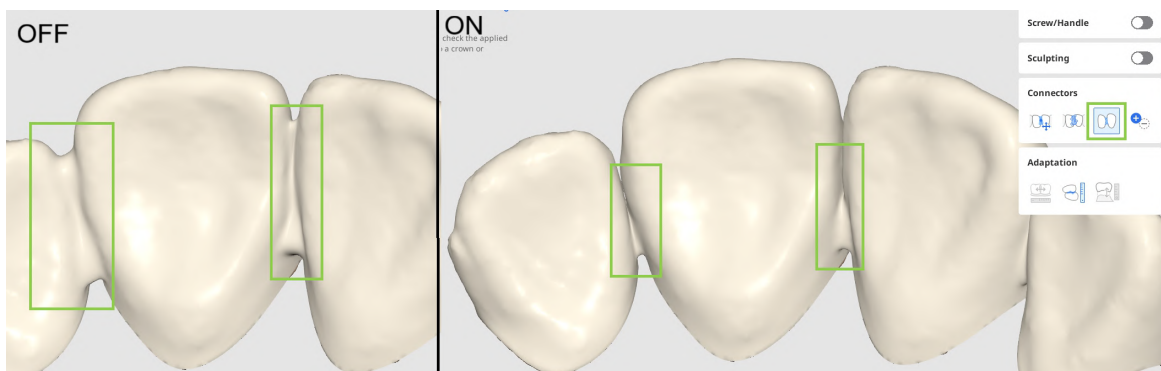 OFF
ON
check the applied
a crown or
Screw/Handle
Sculpting
Connectors
Adaptation